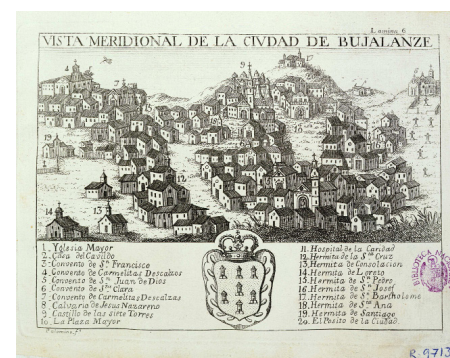 Lamina 6
VISTA MERIDIONAL DE LA CIVDAD DE BUJALANZE
1. Yglesia Mayor
2. Casa del Cavildo
3. Convento de Sn. Francisco
4. Convento de Carmelitas Descalzos
5. Convento de Sn. Juan de Dios
6. Convento de Sta. Clara
7. Convento de Carmelitas Descalzas
8. Calvario de Jesus Nazareno
9. Castillo de las siete Torres
10. La Plaza Mayor
11. Hospital de la Caridad
12. Hermita de la Sta. Cruz
13. Hermita de Consolacion
14. Hermita de Loreto
15. Hermita de Sn. Pedro
16. Hermita de Sn. Josef
17. Hermita de Sn. Bartholome
18. Hermita de Sta. Ana
19. Hermita de Santiago
20. El Posito de la Ciudad
Palomino ft.
R. 9713